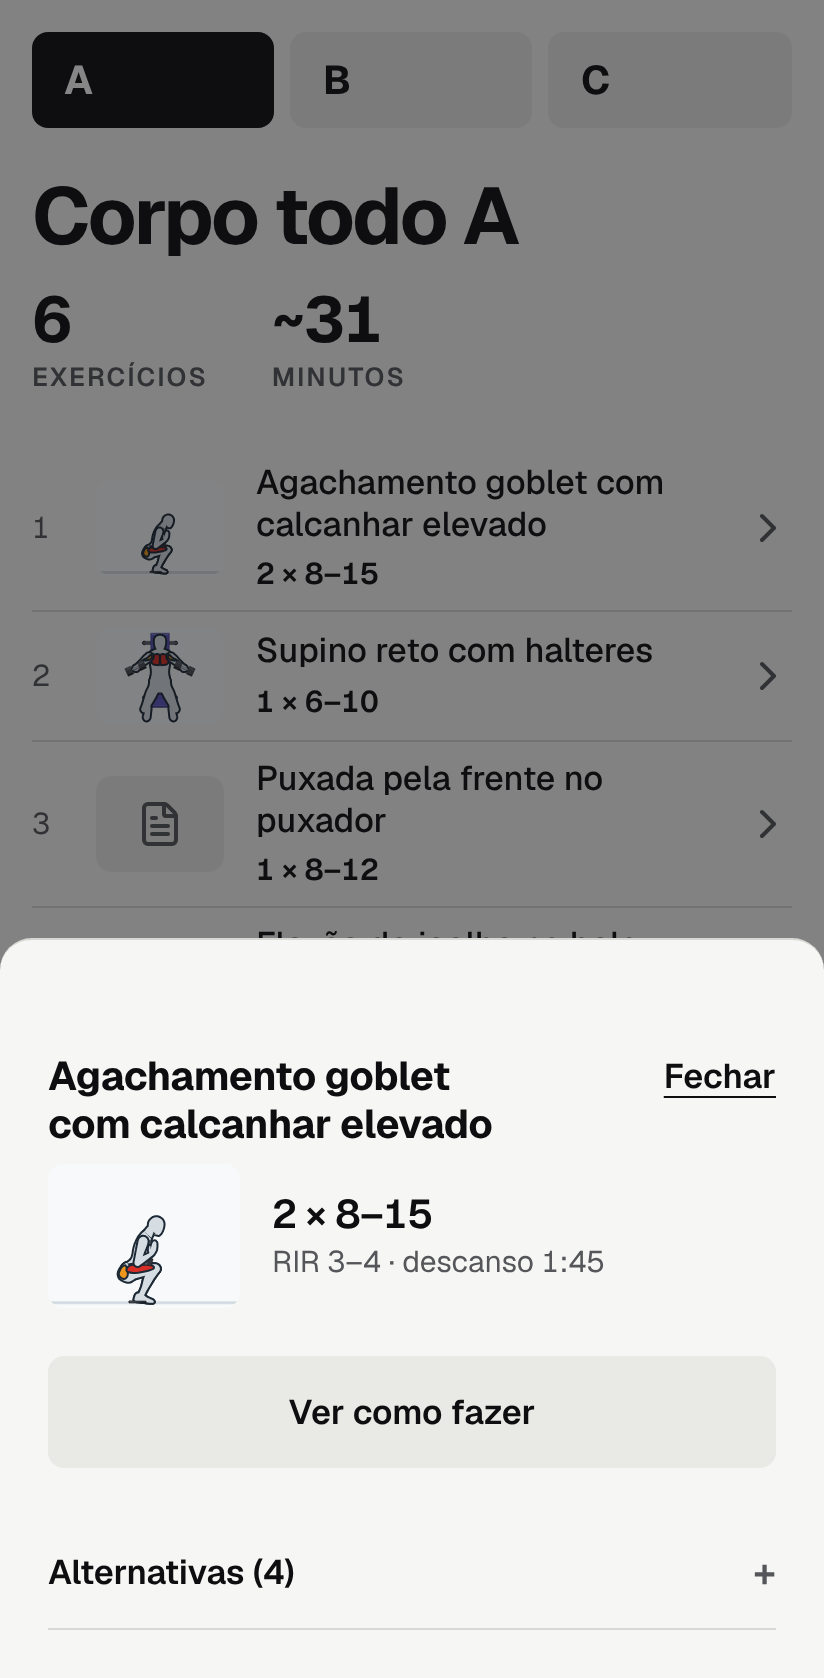 A
B
C
Corpo todo A
6
EXERCÍCIOS
~31
MINUTOS
1
Agachamento goblet com
calcanhar elevado
2 × 8–15
2
Supino reto com halteres
1 × 6–10
3
Puxada pela frente no
puxador
1 × 8–12
Agachamento goblet
com calcanhar elevado
Fechar
2 × 8–15
RIR 3–4 · descanso 1:45
Ver como fazer
Alternativas (4)
+